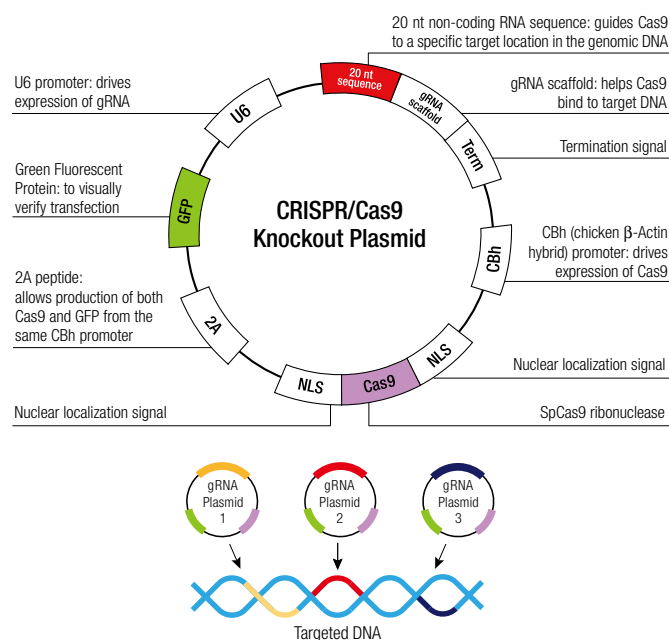 20 nt non-coding RNA sequence: guides Cas9
to a specific target location in the genomic DNA
U6 promoter: drives
expression of gRNA
20 nt
sequence
gRNA
scaffold
gRNA scaffold: helps Cas9
bind to target DNA
U6
Term
Termination signal
Green Fluorescent
Protein: to visually
verify transfection
GFP
CRISPR/Cas9
Knockout Plasmid
CBh
CBh (chicken β-Actin
hybrid) promoter: drives
expression of Cas9
2A peptide:
allows production of both
Cas9 and GFP from the
same CBh promoter
2A
NLS
Cas9
NLS
Nuclear localization signal
Nuclear localization signal
SpCas9 ribonuclease
gRNA
Plasmid
1
gRNA
Plasmid
2
gRNA
Plasmid
3
Targeted DNA